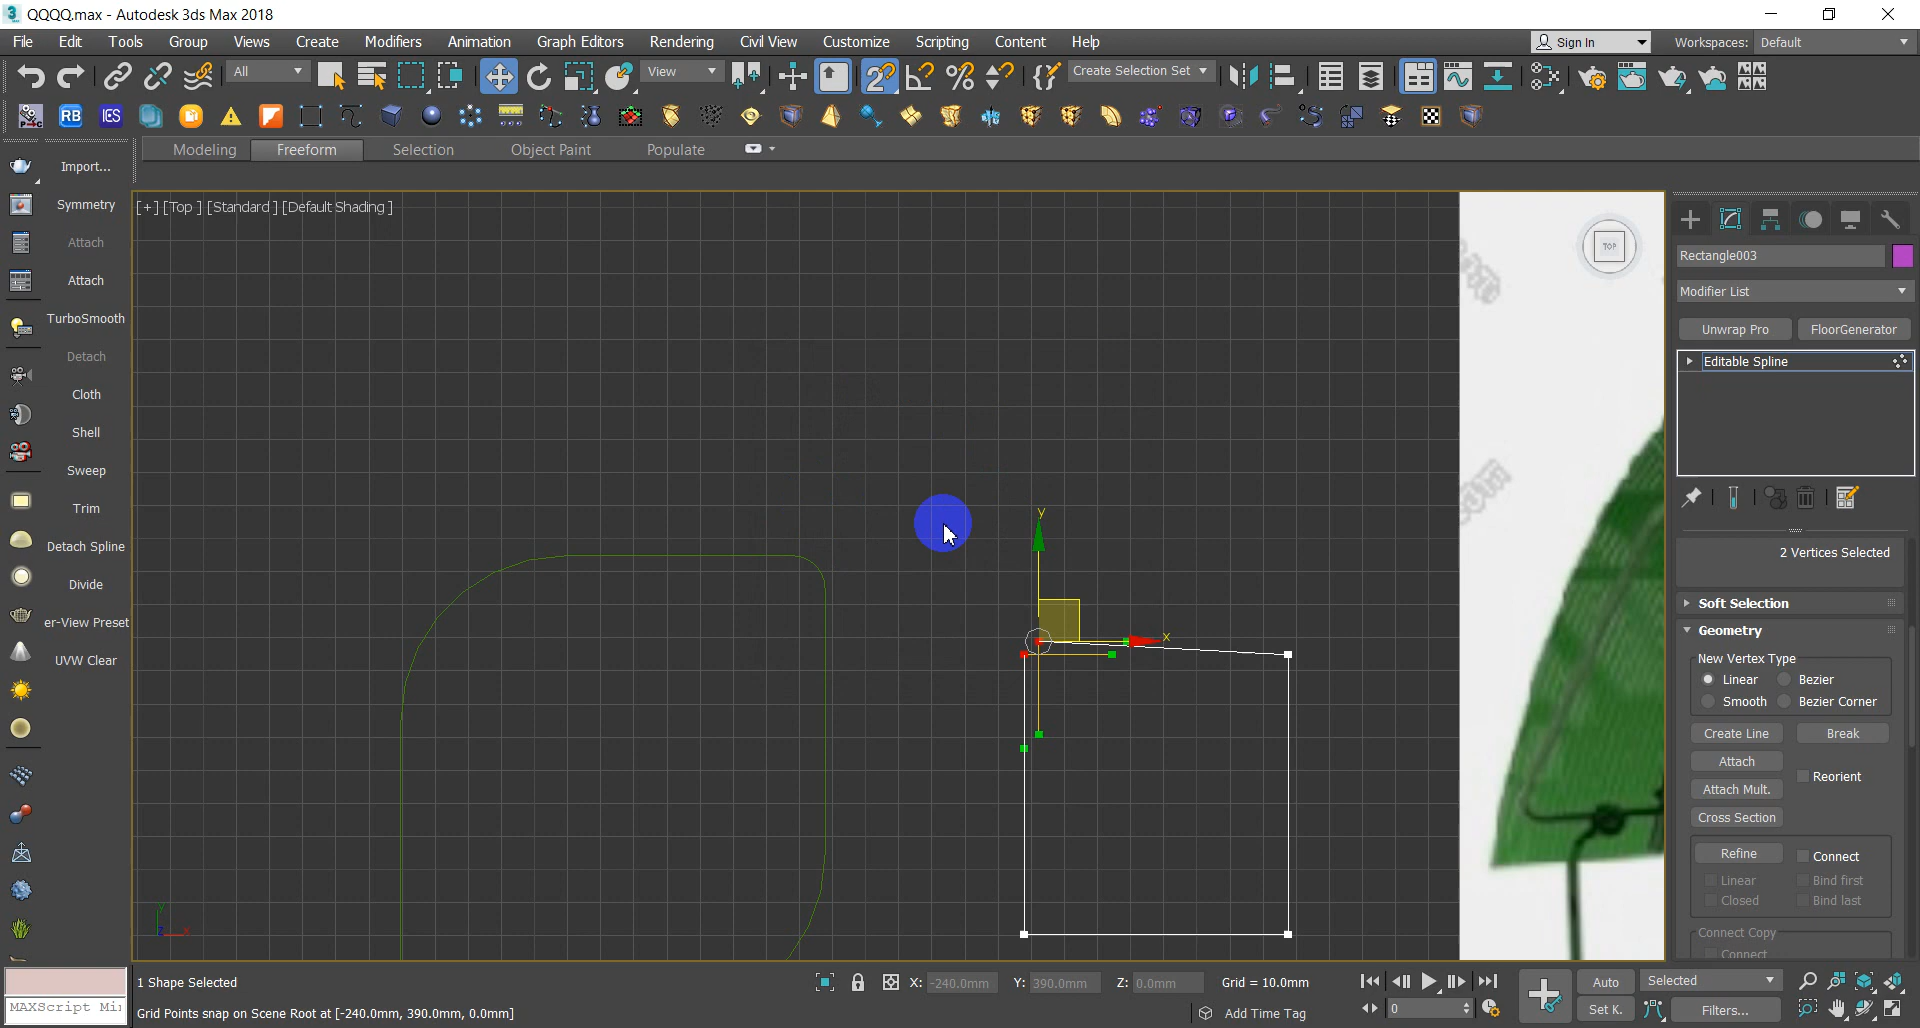 QQQQ.max - Autodesk 3ds Max 2018
File Edit Tools Group Views Create Modifiers Animation Graph Editors Rendering Civil View Customize Scripting Content Help
Sign In Workspaces: Default
All View Create Selection Set
RB IES
Modeling Freeform Selection Object Paint Populate
Import...
Symmetry
Attach
Attach
TurboSmooth
Detach
Cloth
Shell
Sweep
Trim
Detach Spline
Divide
er-View Preset
UVW Clear
[+] [Top ] [Standard ] [Default Shading ]
TOP
y
x
Rectangle003
Modifier List
Unwrap Pro FloorGenerator
Editable Spline
2 Vertices Selected
Soft Selection
Geometry
New Vertex Type
Linear Bezier
Smooth Bezier Corner
Create Line Break
Attach
Reorient
Attach Mult.
Cross Section
Refine Connect
Linear Bind first
Closed Bind last
Connect Copy
Connect
y
z x
1 Shape Selected X: -240.0mm Y: 390.0mm Z: 0.0mm Grid = 10.0mm Auto Selected
MAXScript Mi
Grid Points snap on Scene Root at [-240.0mm, 390.0mm, 0.0mm] Add Time Tag 0 Set K. Filters...